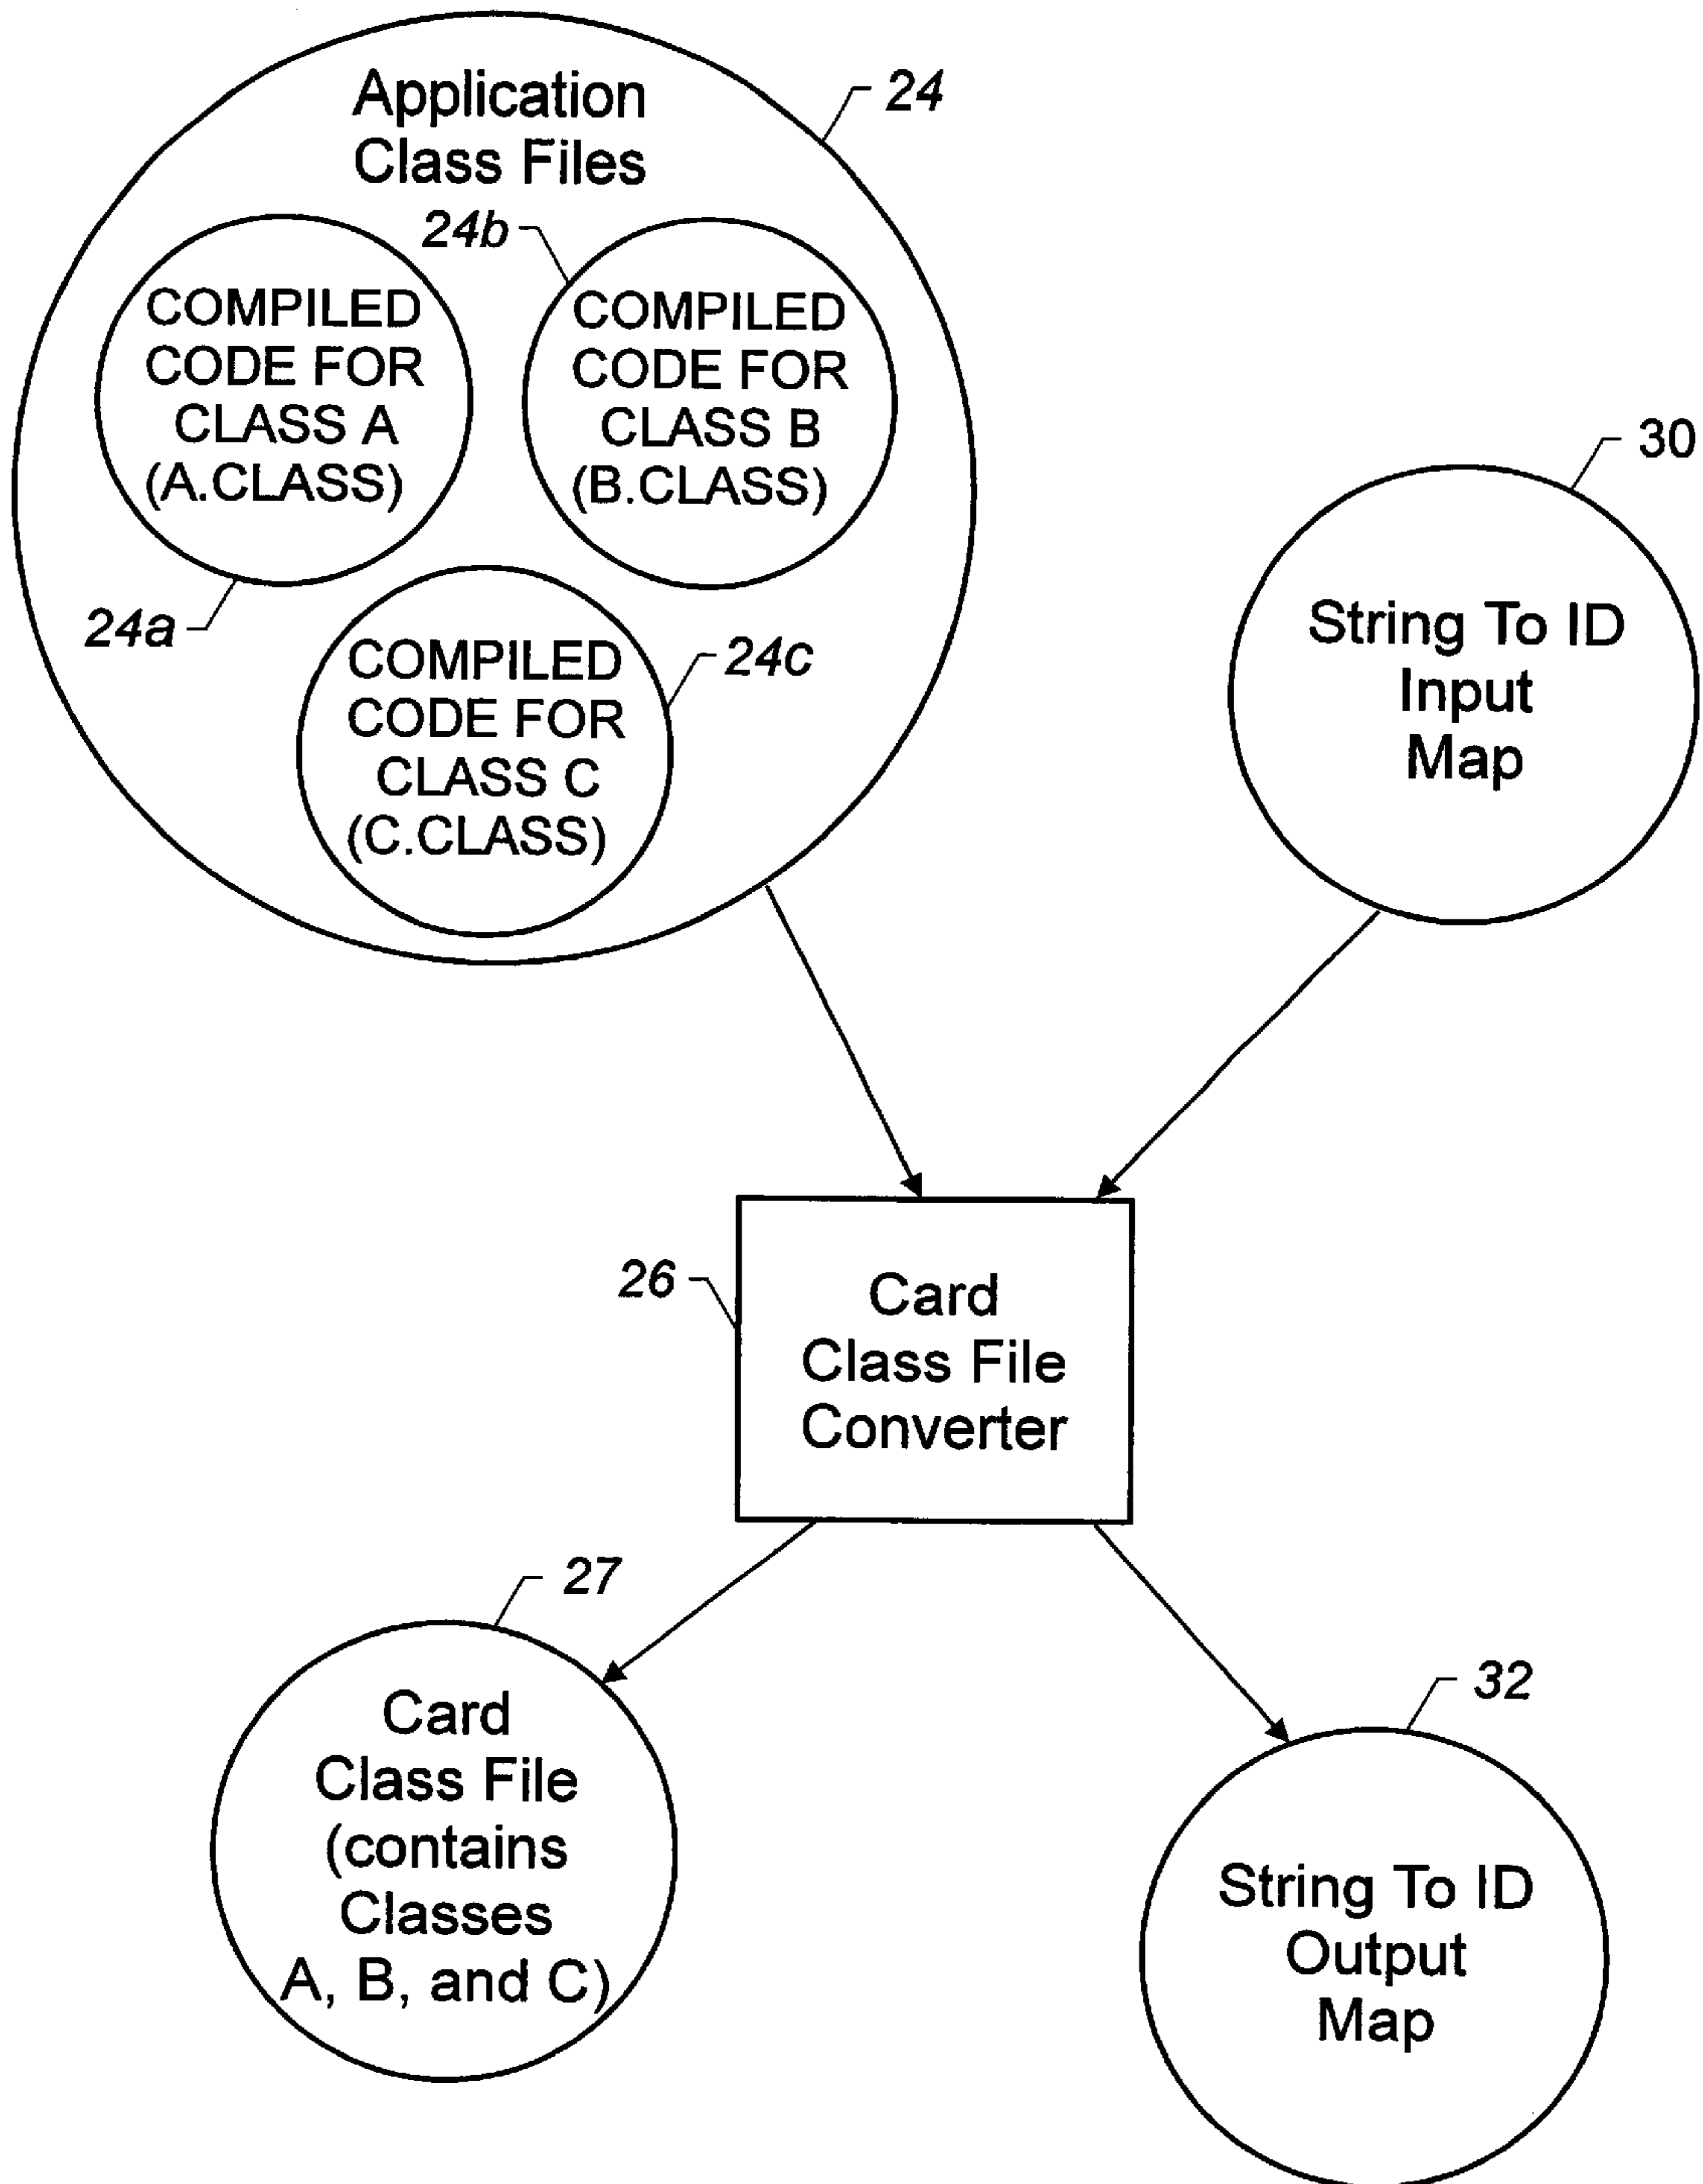 Application
Class Files
24
24b
COMPILED
CODE FOR
CLASS A
(A.CLASS)
COMPILED
CODE FOR
CLASS B
(B.CLASS)
24a
COMPILED
CODE FOR
CLASS C
(C.CLASS)
24c
30
String To ID
Input
Map
26
Card
Class File
Converter
27
Card
Class File
(contains
Classes
A, B, and C)
32
String To ID
Output
Map